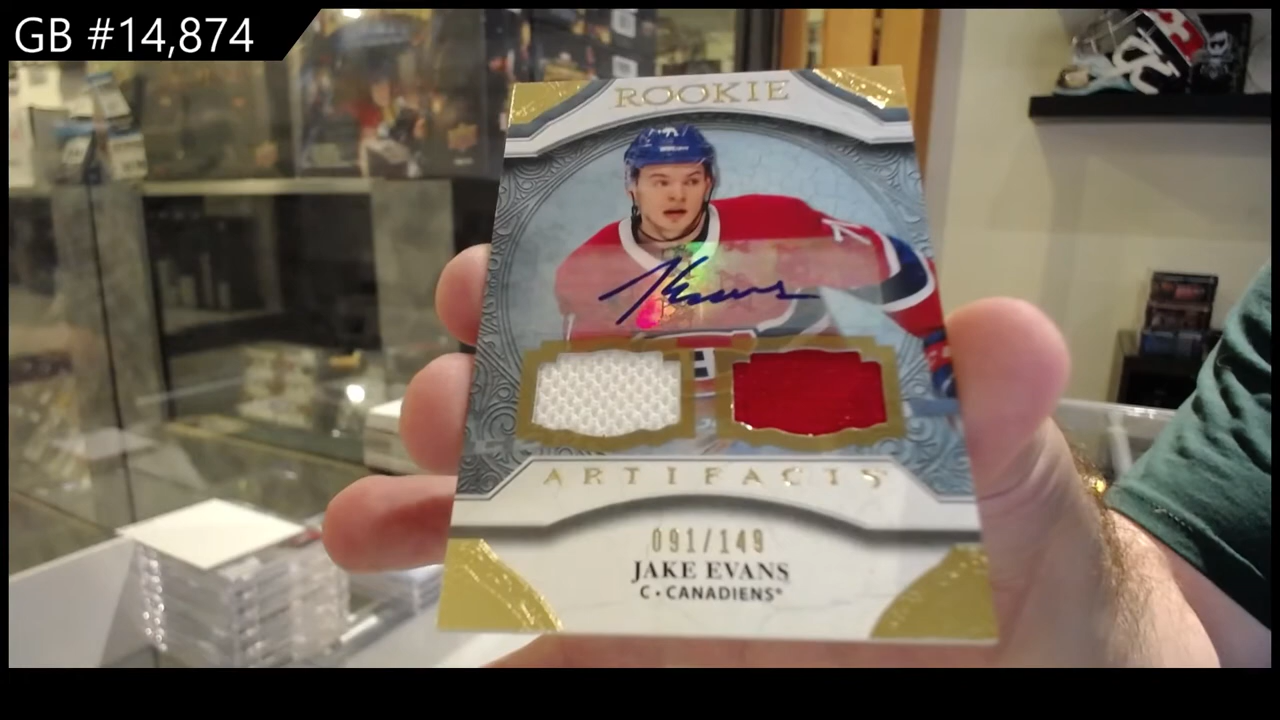 GB #14,874
ROOKIE
ARTIFACTS
091/149
JAKE EVANS
C • CANADIENS